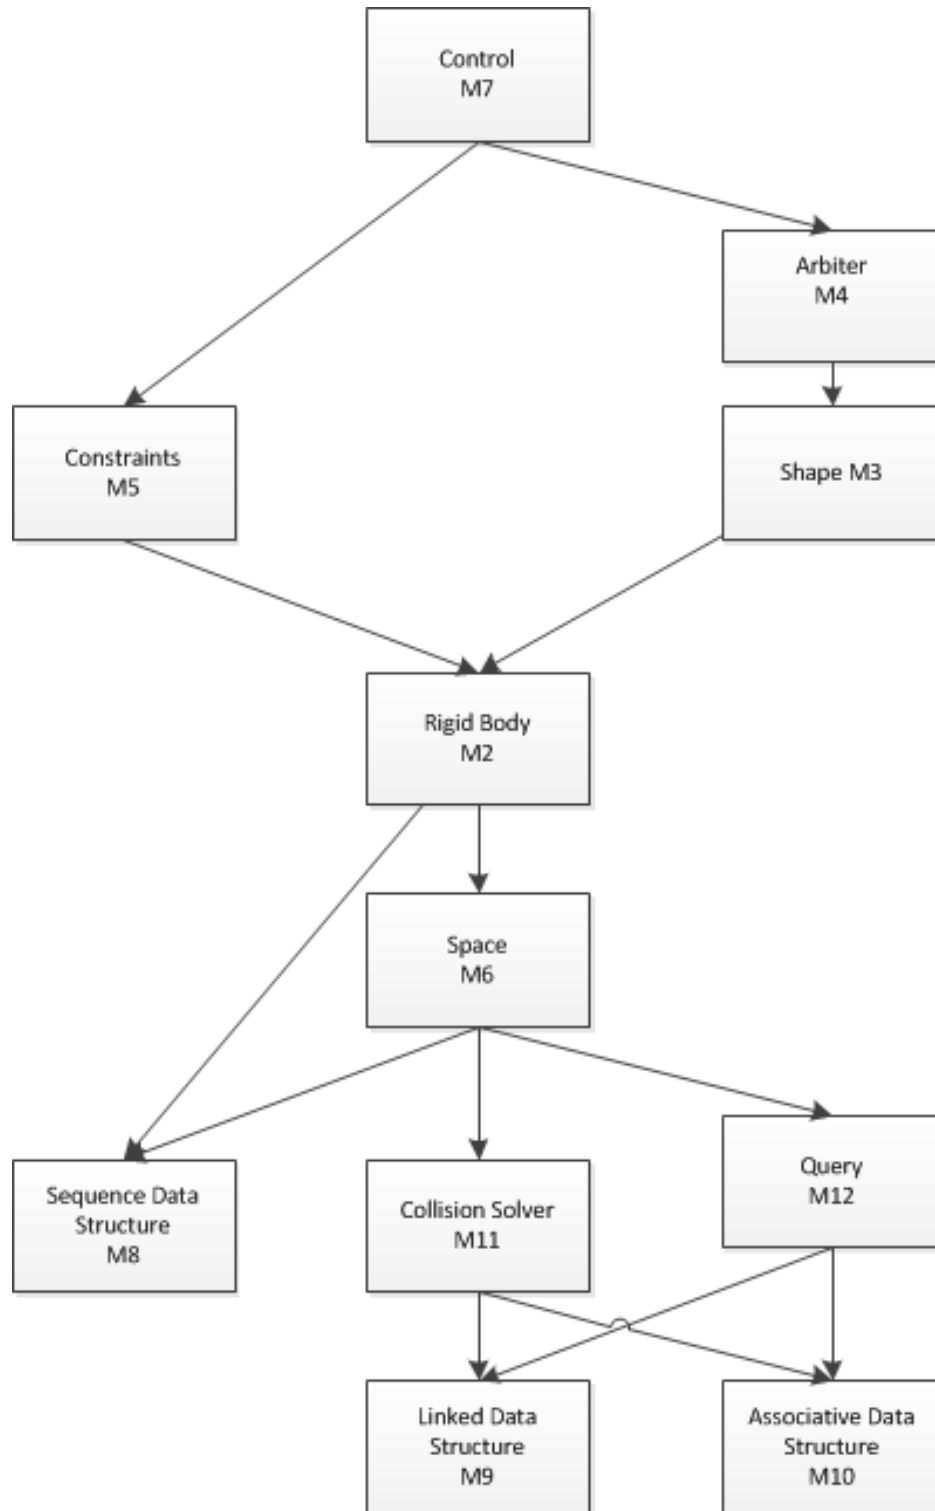 Control
M7
Arbiter
M4
Constraints
M5
Shape M3
Rigid Body
M2
Space
M6
Sequence Data
Structure
M8
Collision Solver
M11
Query
M12
Linked Data
Structure
M9
Associative Data
Structure
M10